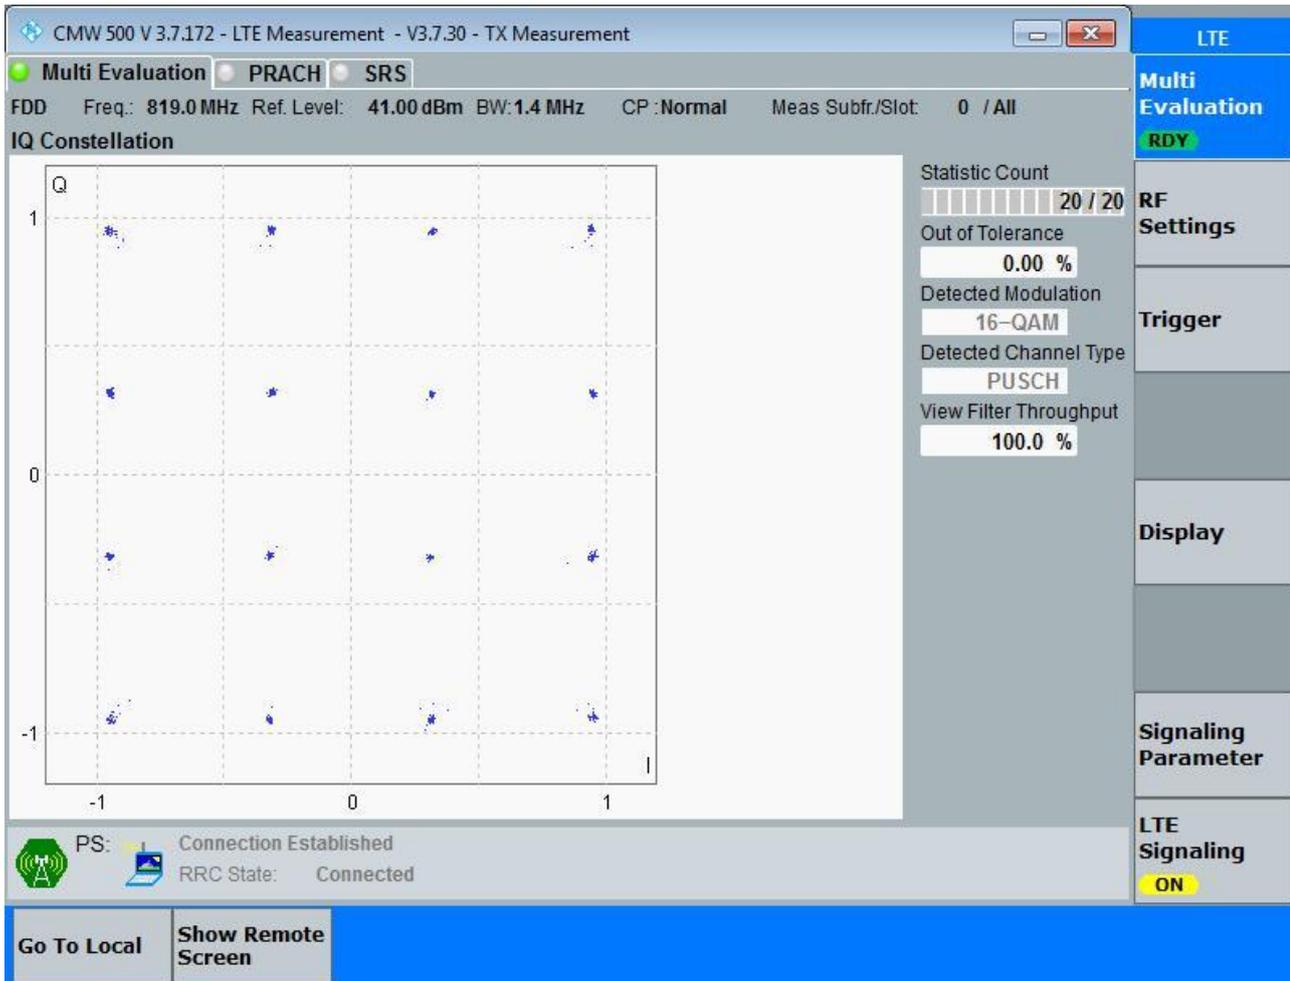 CMW 500 V 3.7.172 - LTE Measurement - V3.7.30 - TX Measurement
LTE
Multi Evaluation PRACH SRS
FDD Freq.: 819.0 MHz Ref. Level: 41.00 dBm BW: 1.4 MHz CP : Normal Meas Subfr./Slot: 0 / All
IQ Constellation
Q
1
0
-1
I
-1 0 1
Statistic Count
20 / 20
Out of Tolerance
0.00 %
Detected Modulation
16-QAM
Detected Channel Type
PUSCH
View Filter Throughput
100.0 %
Multi
Evaluation
RDY
RF
Settings
Trigger
Display
Signaling
Parameter
LTE
Signaling
ON
PS: Connection Established
RRC State: Connected
Go To Local
Show Remote
Screen